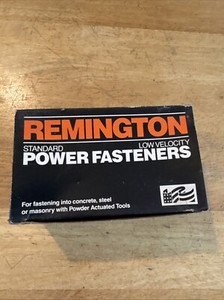 REMINGTON
STANDARD LOW VELOCITY
POWER FASTENERS
For fastening into concrete, steel
or masonry with Powder Actuated Tools